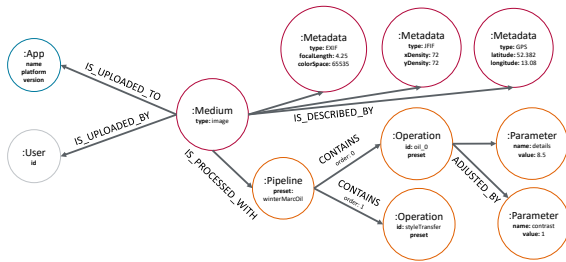 :App
name
platform
version
:User
id
IS_UPLOADED_TO
IS_UPLOADED_BY
:Medium
type: image
:Metadata
type: EXIF
focalLength: 4.25
colorSpace: 65535
:Metadata
type: JFIF
xDensity: 72
yDensity: 72
:Metadata
type: GPS
latitude: 52.382
longitude: 13.08
IS_DESCRIBED_BY
IS_PROCESSED_WITH
:Pipeline
preset:
winterMarcOil
CONTAINS
order: 0
CONTAINS
order: 1
:Operation
id: oil_0
preset
:Operation
id: styleTransfer
preset
ADJUSTED_BY
:Parameter
name: details
value: 8.5
:Parameter
name: contrast
value: 1